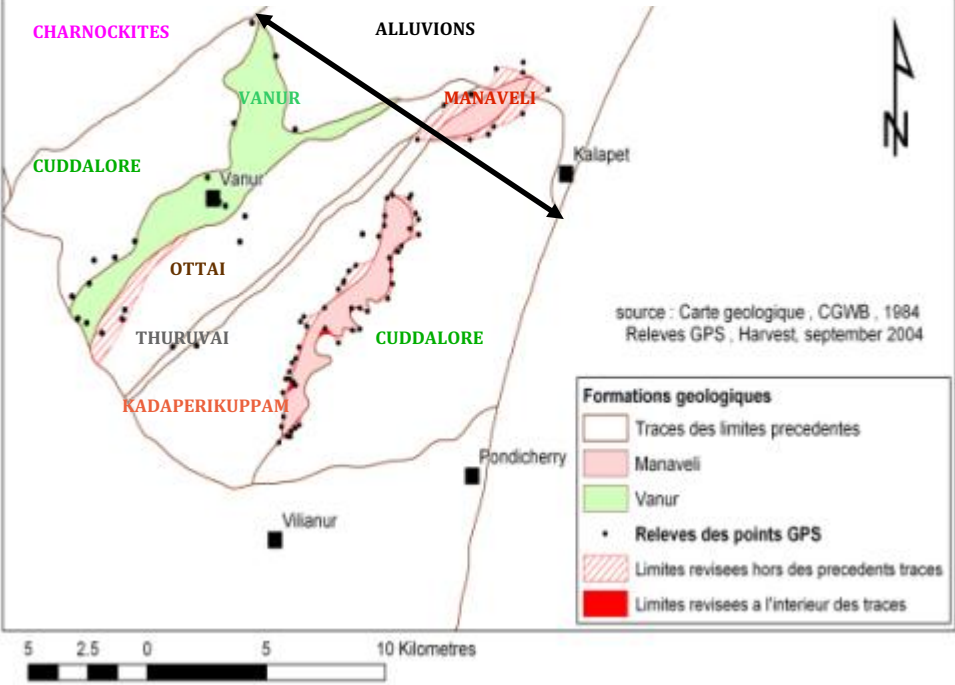 CHARNOCKITES
ALLUVIONS
VANUR
MANAVELI
N
Kalapet
CUDDALORE
Vanur
OTTAI
source : Carte geologique , CGWB , 1984
Releves GPS , Harvest, september 2004
THURUVAI
CUDDALORE
KADAPERIKUPPAM
Pondicherry
Vilianur
Formations geologiques
Traces des limites precedentes
Manaveli
Vanur
Releves des points GPS
Limites revisees hors des precedents traces
Limites revisees a l'interieur des traces
5 2.5 0 5 10 Kilometres